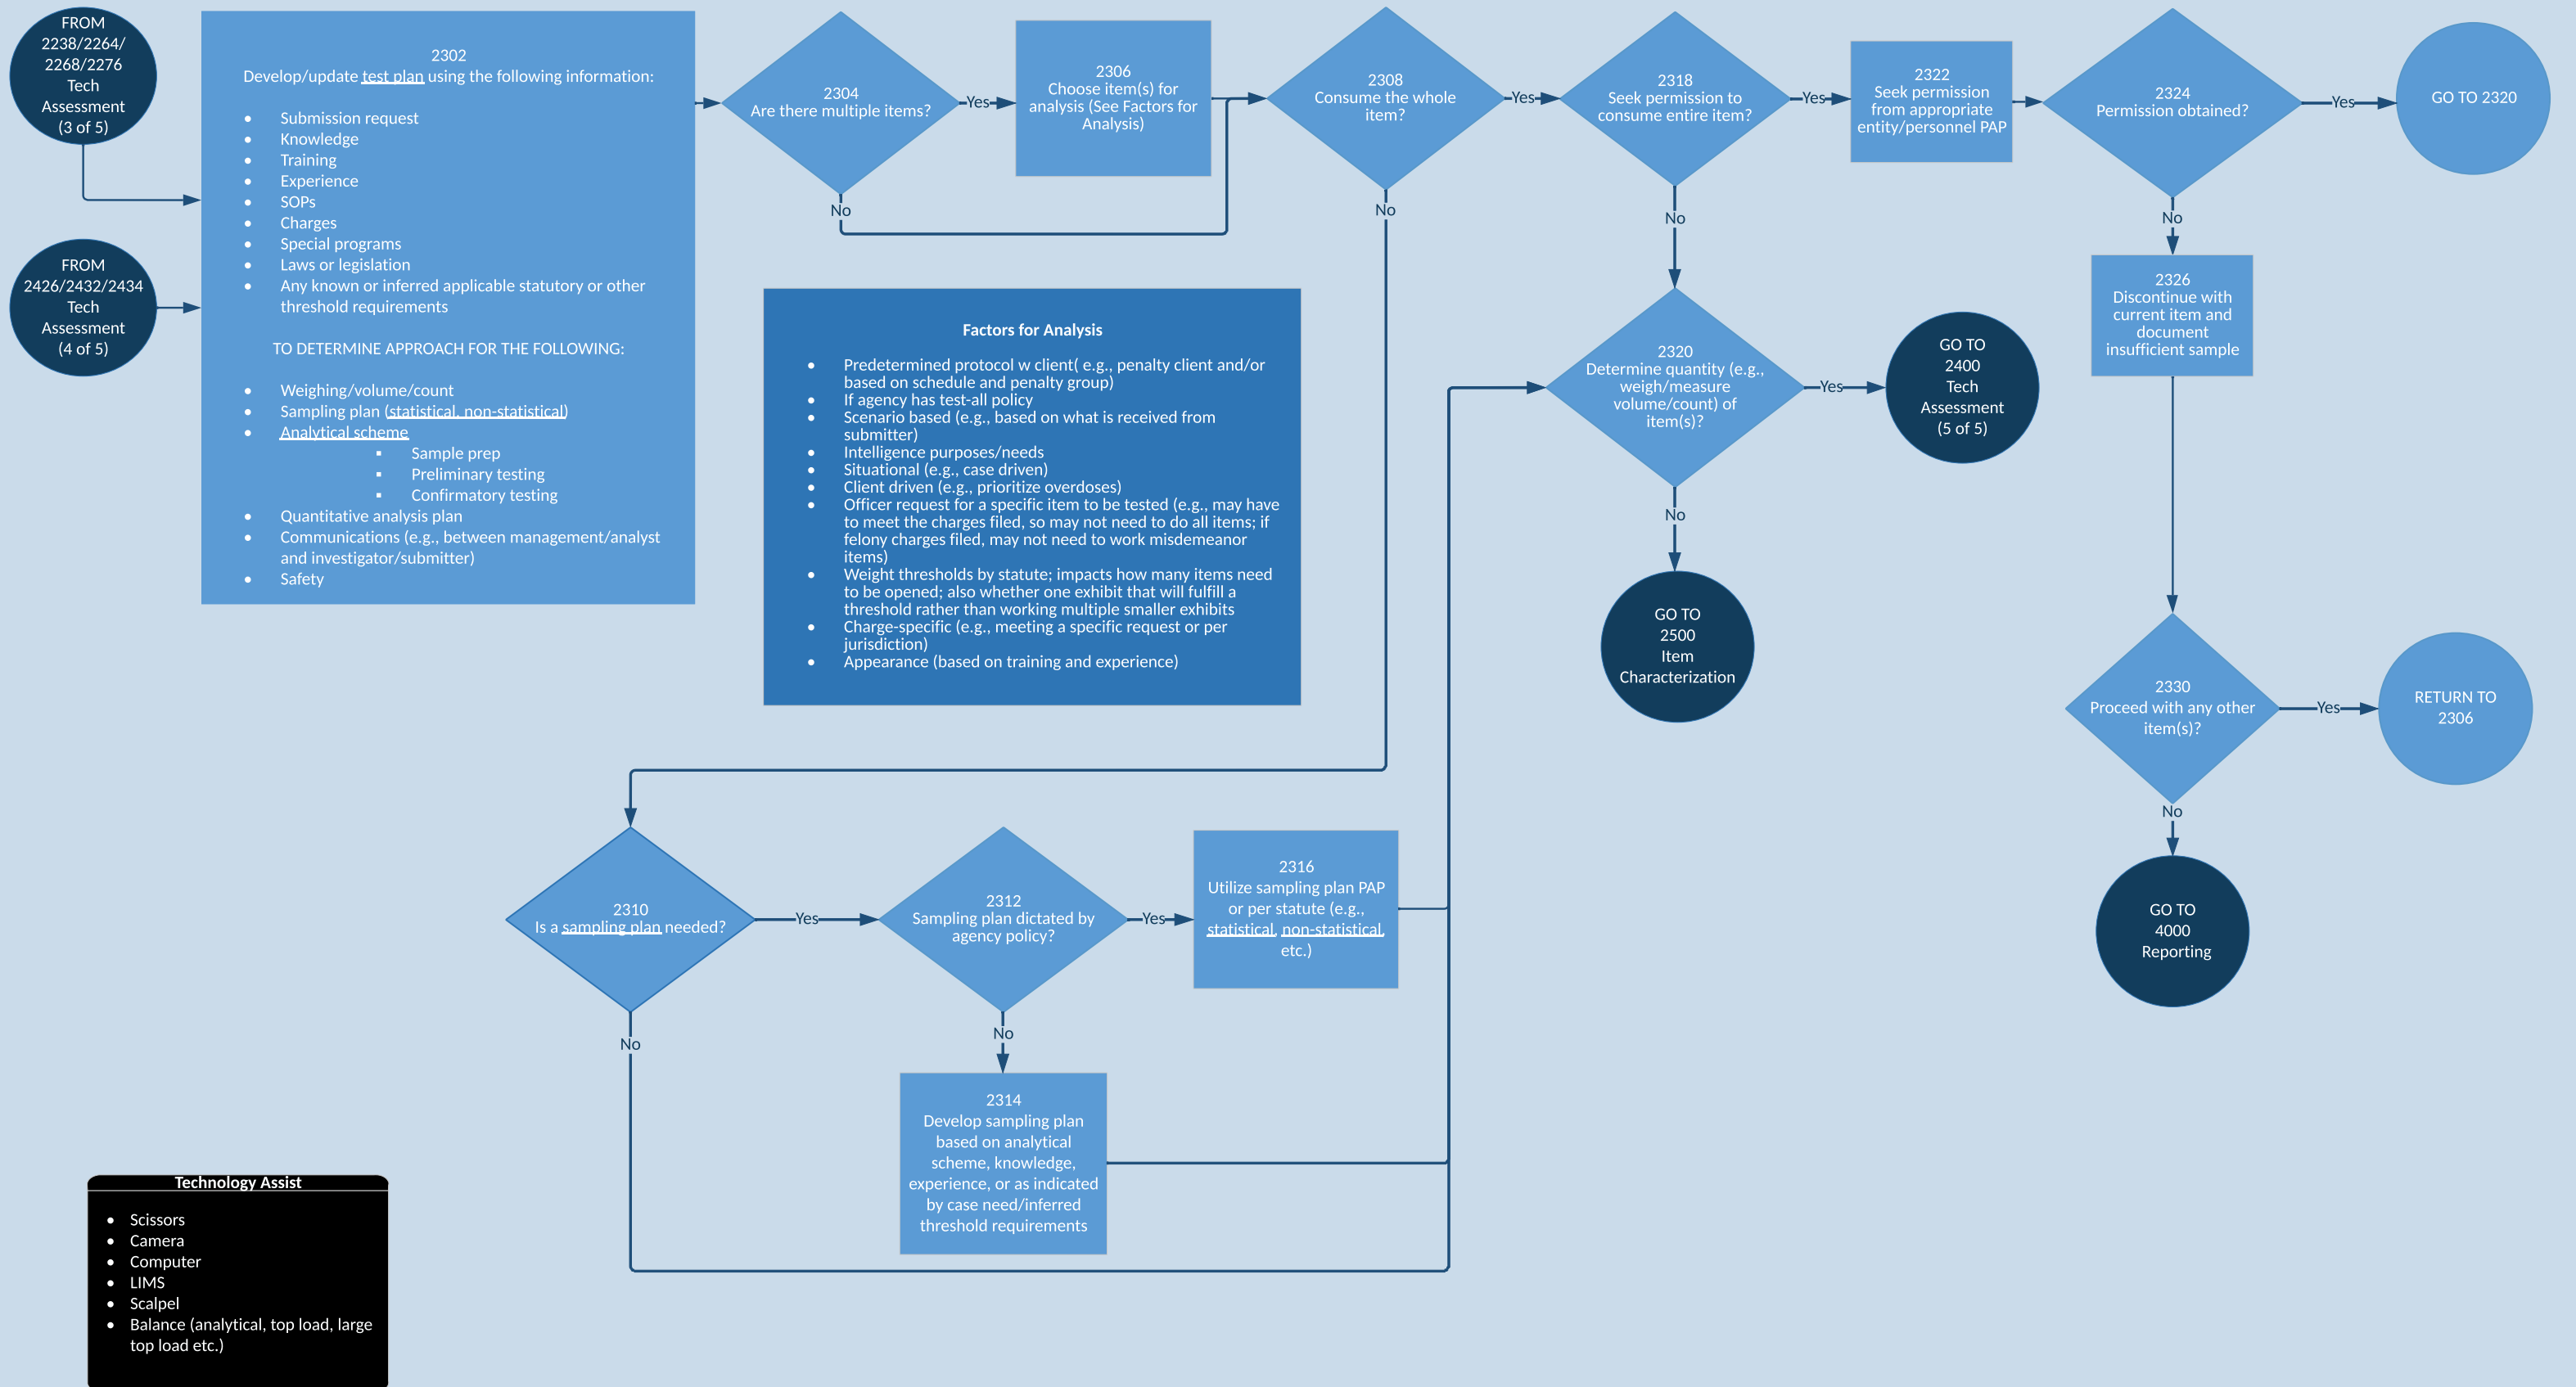 FROM
2238/2264/
2268/2276
Tech
Assessment
(3 of 5)
FROM
2426/2432/2434
Tech
Assessment
(4 of 5)
2302
Develop/update test plan using the following information:
• Submission request
• Knowledge
• Training
• Experience
• SOPs
• Charges
• Special programs
• Laws or legislation
• Any known or inferred applicable statutory or other
threshold requirements
TO DETERMINE APPROACH FOR THE FOLLOWING:
• Weighing/volume/count
• Sampling plan (statistical, non-statistical)
• Analytical scheme
▪ Sample prep
▪ Preliminary testing
▪ Confirmatory testing
• Quantitative analysis plan
• Communications (e.g., between management/analyst
and investigator/submitter)
• Safety
2304
Are there multiple items?
Yes
No
2306
Choose item(s) for
analysis (See Factors for
Analysis)
2308
Consume the whole
item?
Yes
No
2318
Seek permission to
consume entire item?
Yes
No
2322
Seek permission
from appropriate
entity/personnel PAP
2324
Permission obtained?
Yes
No
GO TO 2320
2326
Discontinue with
current item and
document
insufficient sample
Factors for Analysis
• Predetermined protocol w client( e.g., penalty client and/or
based on schedule and penalty group)
• If agency has test-all policy
• Scenario based (e.g., based on what is received from
submitter)
• Intelligence purposes/needs
• Situational (e.g., case driven)
• Client driven (e.g., prioritize overdoses)
• Officer request for a specific item to be tested (e.g., may have
to meet the charges filed, so may not need to do all items; if
felony charges filed, may not need to work misdemeanor
items)
• Weight thresholds by statute; impacts how many items need
to be opened; also whether one exhibit that will fulfill a
threshold rather than working multiple smaller exhibits
• Charge-specific (e.g., meeting a specific request or per
jurisdiction)
• Appearance (based on training and experience)
2320
Determine quantity (e.g.,
weigh/measure
volume/count) of
item(s)?
Yes
No
GO TO
2400
Tech
Assessment
(5 of 5)
GO TO
2500
Item
Characterization
2330
Proceed with any other
item(s)?
Yes
No
RETURN TO
2306
GO TO
4000
Reporting
2310
Is a sampling plan needed?
Yes
No
2312
Sampling plan dictated by
agency policy?
Yes
No
2316
Utilize sampling plan PAP
or per statute (e.g.,
statistical, non-statistical,
etc.)
2314
Develop sampling plan
based on analytical
scheme, knowledge,
experience, or as indicated
by case need/inferred
threshold requirements
Technology Assist
• Scissors
• Camera
• Computer
• LIMS
• Scalpel
• Balance (analytical, top load, large
top load etc.)